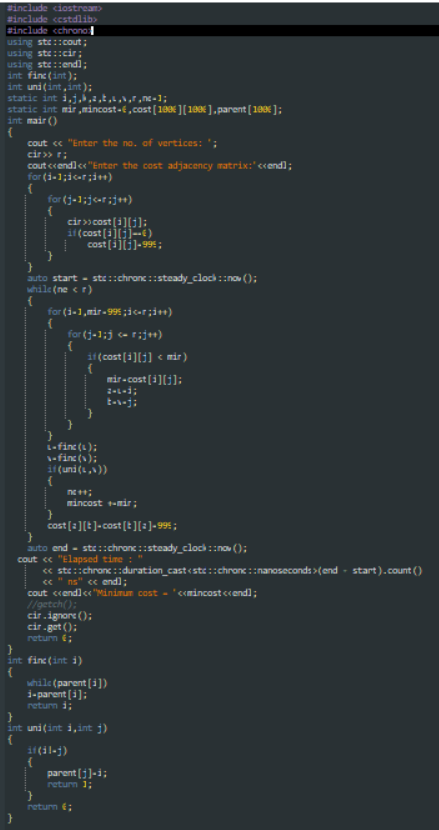 #include <iostream>
#include <cstdlib>
#include <chrono>
using std::cout;
using std::cin;
using std::endl;
int find(int);
int uni(int,int);
static int i,j,k,a,b,u,v,n,ne=1;
static int min,mincost=0,cost[1000][1000],parent[1000];
int main()
{
cout << "Enter the no. of vertices: ";
cin>> n;
cout<<endl<<"Enter the cost adjacency matrix:"<<endl;
for(i=1;i<=n;i++)
{
for(j=1;j<=n;j++)
{
cin>>cost[i][j];
if(cost[i][j]==0)
cost[i][j]=999;
}
}
auto start = std::chrono::steady_clock::now();
while(ne < n)
{
for(i=1,min=999;i<=n;i++)
{
for(j=1;j <= n;j++)
{
if(cost[i][j] < min)
{
min=cost[i][j];
a=u=i;
b=v=j;
}
}
}
u=find(u);
v=find(v);
if(uni(u,v))
{
ne++;
mincost +=min;
}
cost[a][b]=cost[b][a]=999;
}
auto end = std::chrono::steady_clock::now();
cout << "Elapsed time : "
<< std::chrono::duration_cast<std::chrono::nanoseconds>(end - start).count()
<< " ns" << endl;
cout <<endl<<"Minimum cost = "<<mincost<<endl;
//getch();
cin.ignore();
cin.get();
return 0;
}
int find(int i)
{
while(parent[i])
i=parent[i];
return i;
}
int uni(int i,int j)
{
if(i!=j)
{
parent[j]=i;
return 1;
}
return 0;
}